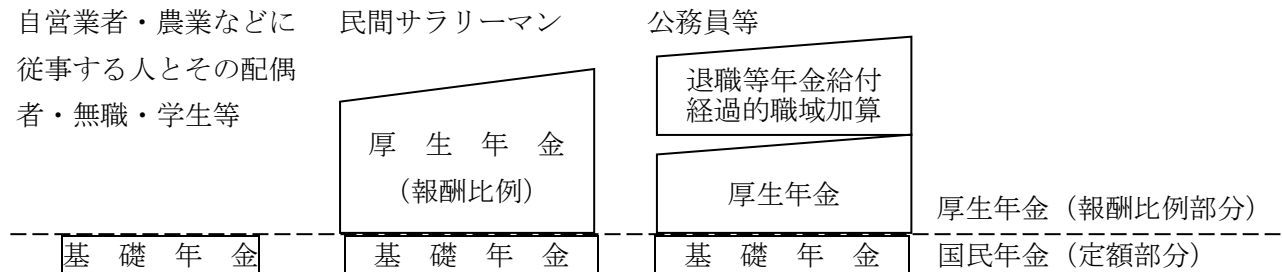 自営業者・農業などに
従事する人とその配偶
者・無職・学生等
民間サラリーマン
公務員等
退職等年金給付
経過的職域加算
厚 生 年 金
(報酬比例)
厚生年金
厚生年金(報酬比例部分)
基 礎 年 金
基 礎 年 金
基 礎 年 金
国民年金(定額部分)